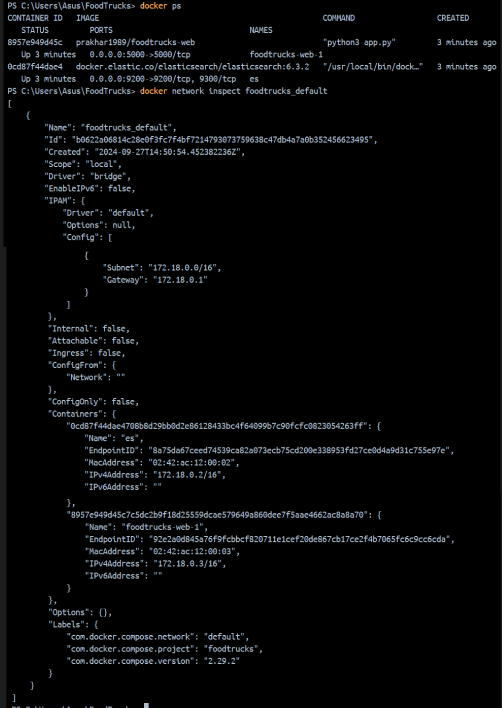 PS C:\Users\Asus\FoodTrucks> docker ps
CONTAINER ID   IMAGE                                                 COMMAND                  CREATED
   STATUS         PORTS                              NAMES
8957e949d45c   prakhar1989/foodtrucks-web                            "python3 app.py"         3 minutes ago
   Up 3 minutes   0.0.0.0:5000->5000/tcp             foodtrucks-web-1
0cd87f44dae4   docker.elastic.co/elasticsearch/elasticsearch:6.3.2   "/usr/local/bin/dock…"   3 minutes ago
   Up 3 minutes   0.0.0.0:9200->9200/tcp, 9300/tcp   es
PS C:\Users\Asus\FoodTrucks> docker network inspect foodtrucks_default
[
    {
        "Name": "foodtrucks_default",
        "Id": "b0622a06814c28e0f3fc7f4bf7214793073759638c47db4a7a0b352456623495",
        "Created": "2024-09-27T14:50:54.452382236Z",
        "Scope": "local",
        "Driver": "bridge",
        "EnableIPv6": false,
        "IPAM": {
            "Driver": "default",
            "Options": null,
            "Config": [
                {
                    "Subnet": "172.18.0.0/16",
                    "Gateway": "172.18.0.1"
                }
            ]
        },
        "Internal": false,
        "Attachable": false,
        "Ingress": false,
        "ConfigFrom": {
            "Network": ""
        },
        "ConfigOnly": false,
        "Containers": {
            "0cd87f44dae4708b8d29bb0d2e86128433bc4f64099b7c90fcfc0823054263ff": {
                "Name": "es",
                "EndpointID": "8a75da67ceed74539ca82a073ecb75cd200e338953fd27ce0d4a9d31c755e97e",
                "MacAddress": "02:42:ac:12:00:02",
                "IPv4Address": "172.18.0.2/16",
                "IPv6Address": ""
            },
            "8957e949d45c7c5dc2b9f18d25559dcae579649a860dee7f5aae4662ac8a8a70": {
                "Name": "foodtrucks-web-1",
                "EndpointID": "92e2a0d845a76f9fcbbcf820711e1cef20de867cb17ce2f4b7065fc6c9cc6cda",
                "MacAddress": "02:42:ac:12:00:03",
                "IPv4Address": "172.18.0.3/16",
                "IPv6Address": ""
            }
        },
        "Options": {},
        "Labels": {
            "com.docker.compose.network": "default",
            "com.docker.compose.project": "foodtrucks",
            "com.docker.compose.version": "2.29.2"
        }
    }
]